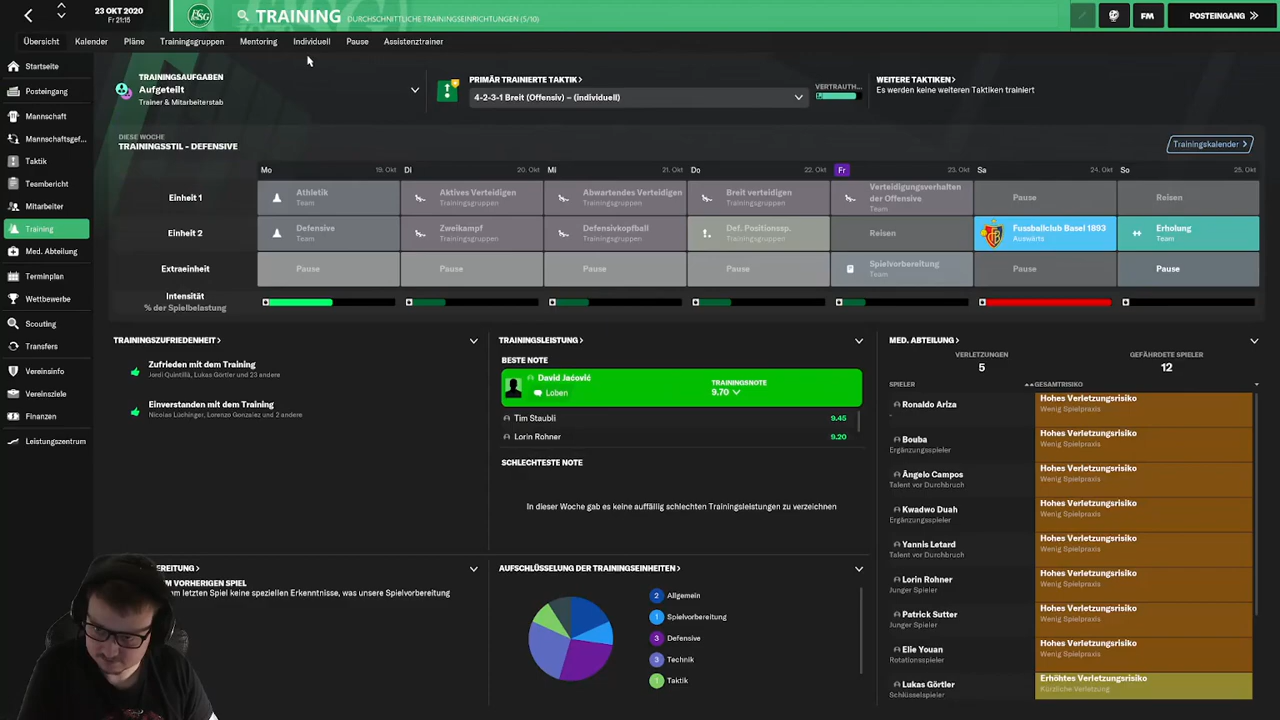 23 OKT 2020
Fr 21:15
TRAINING
DURCHSCHNITTLICHE TRAININGSEINRICHTUNGEN (5/10)
FM
POSTEINGANG
Übersicht
Kalender
Pläne
Trainingsgruppen
Mentoring
Individuell
Pause
Assistenztrainer
Startseite
Posteingang
Mannschaft
Mannschaftsgef...
Taktik
Teambericht
Mitarbeiter
Training
Med. Abteilung
Terminplan
Wettbewerbe
Scouting
Transfers
Vereinsinfo
Vereinsziele
Finanzen
Leistungszentrum
TRAININGSAUFGABEN
Aufgeteilt
Trainer & Mitarbeiterstab
PRIMÄR TRAINIERTE TAKTIK
4-2-3-1 Breit (Offensiv) – (individuell)
VERTRAUTH...
WEITERE TAKTIKEN
Es werden keine weiteren Taktiken trainiert
DIESE WOCHE
TRAININGSSTIL - DEFENSIVE
Trainingskalender
Mo 19. Okt
Di 20. Okt
Mi 21. Okt
Do 22. Okt
Fr 23. Okt
Sa 24. Okt
So 25. Okt
Einheit 1
Athletik
Team
Aktives Verteidigen
Trainingsgruppen
Abwartendes Verteidigen
Trainingsgruppen
Breit verteidigen
Trainingsgruppen
Verteidigungsverhalten
der Offensive
Team
Pause
Reisen
Einheit 2
Defensive
Team
Zweikampf
Trainingsgruppen
Defensivkopfball
Trainingsgruppen
Def. Positionssp.
Trainingsgruppen
Reisen
Fussballclub Basel 1893
Auswärts
Erholung
Team
Extraeinheit
Pause
Pause
Pause
Pause
Spielvorbereitung
Team
Pause
Pause
Intensität
% der Spielbelastung
TRAININGSZUFRIEDENHEIT
Zufrieden mit dem Training
Jordi Quintillà, Lukas Görtler und 23 andere
Einverstanden mit dem Training
Nicolas Lüchinger, Lorenzo Gonzalez und 2 andere
TRAININGSLEISTUNG
BESTE NOTE
David Jaćović
Loben
TRAININGSNOTE
9.70
Tim Staubli 9.45
Lorin Rohner 9.20
SCHLECHTESTE NOTE
In dieser Woche gab es keine auffällig schlechten Trainingsleistungen zu verzeichnen
MED. ABTEILUNG
VERLETZUNGEN
5
GEFÄHRDETE SPIELER
12
SPIELER
GESAMTRISIKO
Ronaldo Ariza
-
Hohes Verletzungsrisiko
Wenig Spielpraxis
Bouba
Ergänzungsspieler
Hohes Verletzungsrisiko
Wenig Spielpraxis
Ângelo Campos
Talent vor Durchbruch
Hohes Verletzungsrisiko
Wenig Spielpraxis
Kwadwo Duah
Ergänzungsspieler
Hohes Verletzungsrisiko
Wenig Spielpraxis
Yannis Letard
Talent vor Durchbruch
Hohes Verletzungsrisiko
Wenig Spielpraxis
Lorin Rohner
Junger Spieler
Hohes Verletzungsrisiko
Wenig Spielpraxis
Patrick Sutter
Junger Spieler
Hohes Verletzungsrisiko
Wenig Spielpraxis
Elie Youan
Rotationsspieler
Hohes Verletzungsrisiko
Wenig Spielpraxis
Lukas Görtler
Schlüsselspieler
Erhöhtes Verletzungsrisiko
Kürzliche Verletzung
BEREITUNG
M VORHERIGEN SPIEL
m letzten Spiel keine speziellen Erkenntnisse, was unsere Spielvorbereitung
AUFSCHLÜSSELUNG DER TRAININGSEINHEITEN
2 Allgemein
1 Spielvorbereitung
3 Defensive
3 Technik
1 Taktik